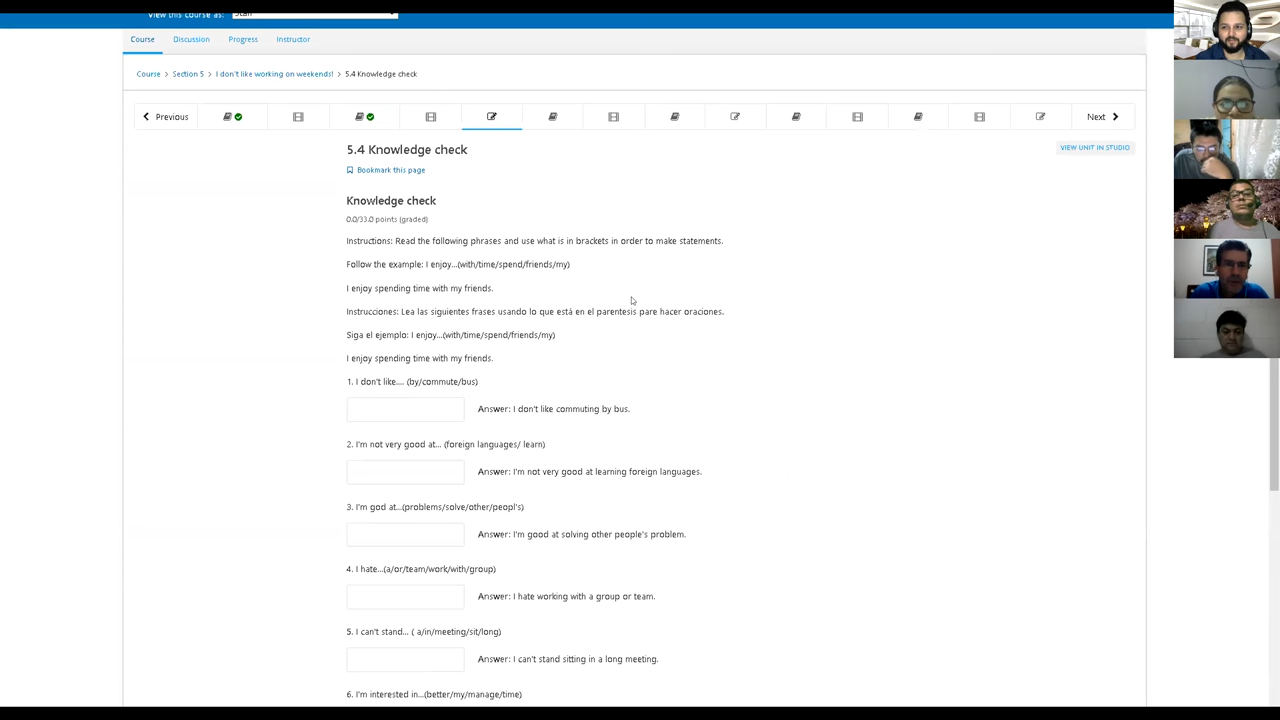 View this course as: Staff
Course Discussion Progress Instructor
Course > Section 5 > I don't like working on weekends! > 5.4 Knowledge check
Previous
Next
5.4 Knowledge check
VIEW UNIT IN STUDIO
Bookmark this page
Knowledge check
0.0/33.0 points (graded)
Instructions: Read the following phrases and use what is in brackets in order to make statements.
Follow the example: I enjoy...(with/time/spend/friends/my)
I enjoy spending time with my friends.
Instrucciones: Lea las siguientes frases usando lo que está en el parentesis pare hacer oraciones.
Siga el ejemplo: I enjoy...(with/time/spend/friends/my)
I enjoy spending time with my friends.
1. I don't like.... (by/commute/bus)
Answer: I don't like commuting by bus.
2. I'm not very good at... (foreign languages/ learn)
Answer: I'm not very good at learning foreign languages.
3. I'm god at...(problems/solve/other/peopl's)
Answer: I'm good at solving other people's problem.
4. I hate...(a/or/team/work/with/group)
Answer: I hate working with a group or team.
5. I can't stand... ( a/in/meeting/sit/long)
Answer: I can't stand sitting in a long meeting.
6. I'm interested in...(better/my/manage/time)